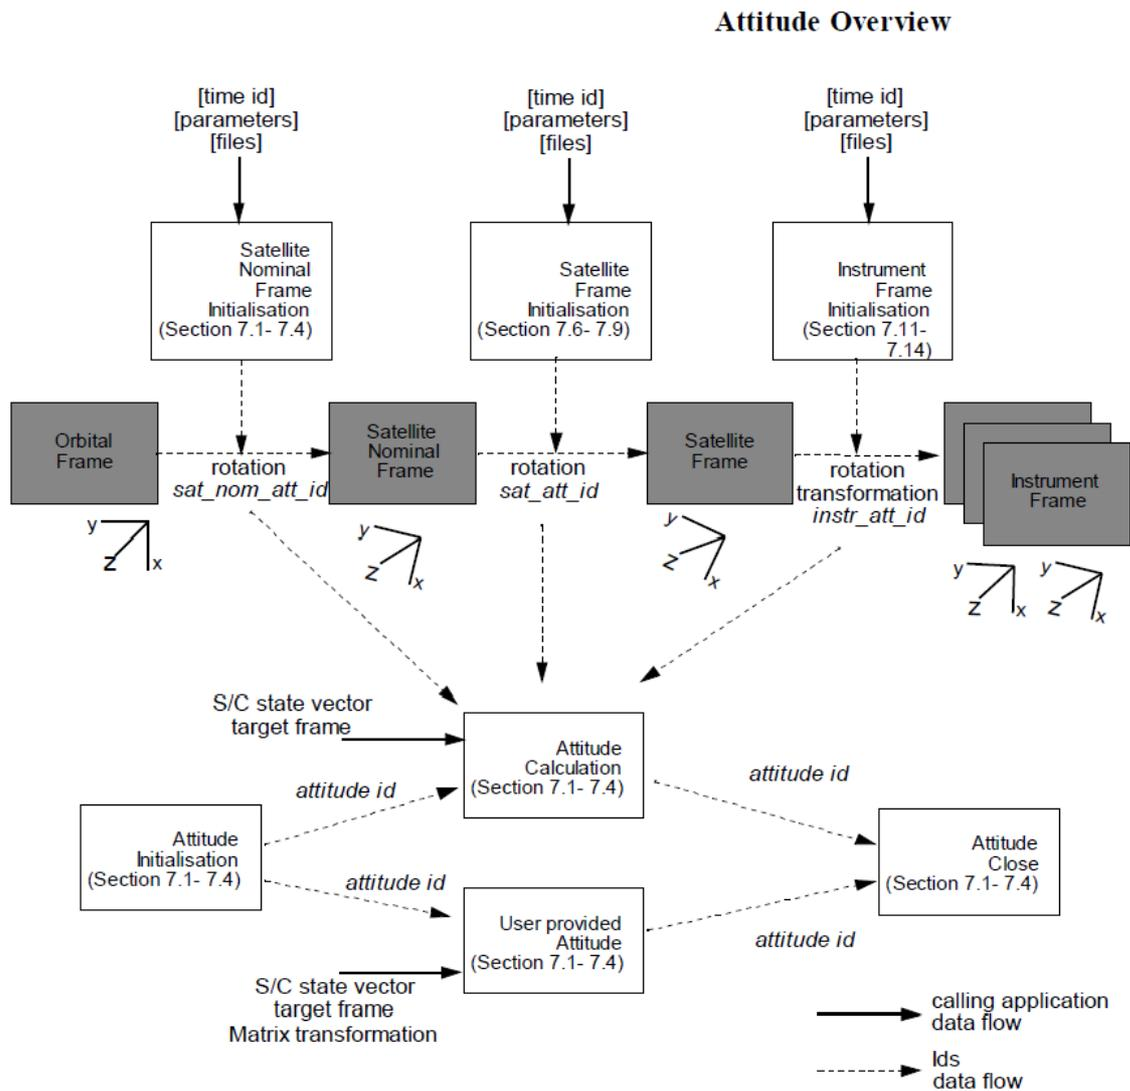 Attitude Overview
[time id]
[parameters]
[files]
[time id]
[parameters]
[files]
[time id]
[parameters]
[files]
Satellite
Nominal
Frame
Initialisation
(Section 7.1- 7.4)
Satellite
Frame
Initialisation
(Section 7.6- 7.9)
Instrument
Frame
Initialisation
(Section 7.11-
7.14)
Orbital
Frame
rotation
sat_nom_att_id
Satellite
Nominal
Frame
rotation
sat_att_id
Satellite
Frame
rotation
transformation
instr_att_id
Instrument
Frame
y
z
x
y
z
x
y
z
x
y
z
x
y
z
x
S/C state vector
target frame
Attitude
Calculation
(Section 7.1- 7.4)
attitude id
attitude id
Attitude
Initialisation
(Section 7.1- 7.4)
Attitude
Close
(Section 7.1- 7.4)
attitude id
User provided
Attitude
(Section 7.1- 7.4)
attitude id
S/C state vector
target frame
Matrix transformation
calling application
data flow
Ids
data flow